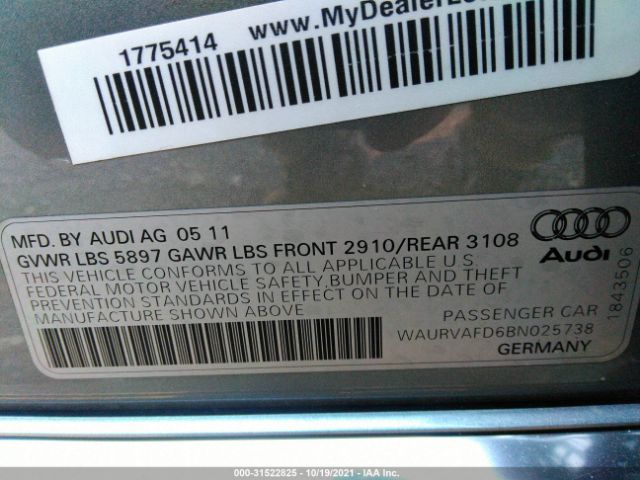 1775414
www.MyDealerLo
MFD. BY AUDI AG 05 11
GVWR LBS 5897 GAWR LBS FRONT 2910/REAR 3108
THIS VEHICLE CONFORMS TO ALL APPLICABLE U S
FEDERAL MOTOR VEHICLE SAFETY,BUMPER AND THEFT
PREVENTION STANDARDS IN EFFECT ON THE DATE OF
MANUFACTURE SHOWN ABOVE
Audi
PASSENGER CAR
WAURVAFD6BN025738
GERMANY
1843506
000-31522825 - 10/19/2021 - IAA